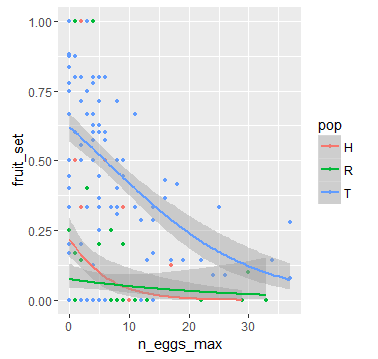 1.00
0.75
0.50
0.25
0.00
fruit_set
0 10 20 30
n_eggs_max
pop
H
R
T